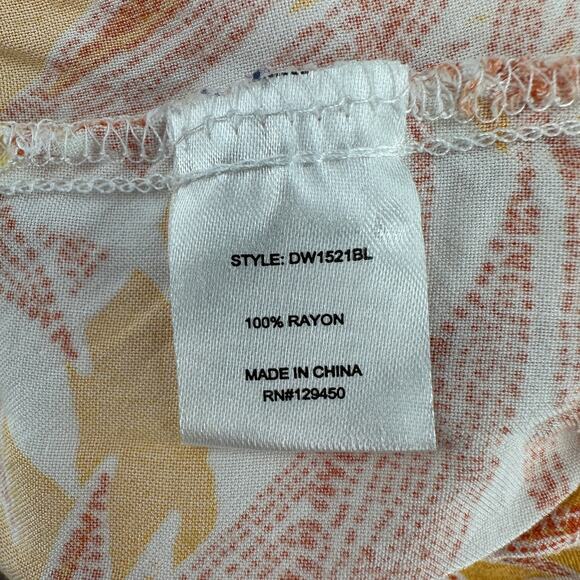 STYLE: DW1521BL
100% RAYON
MADE IN CHINA
RN#129450